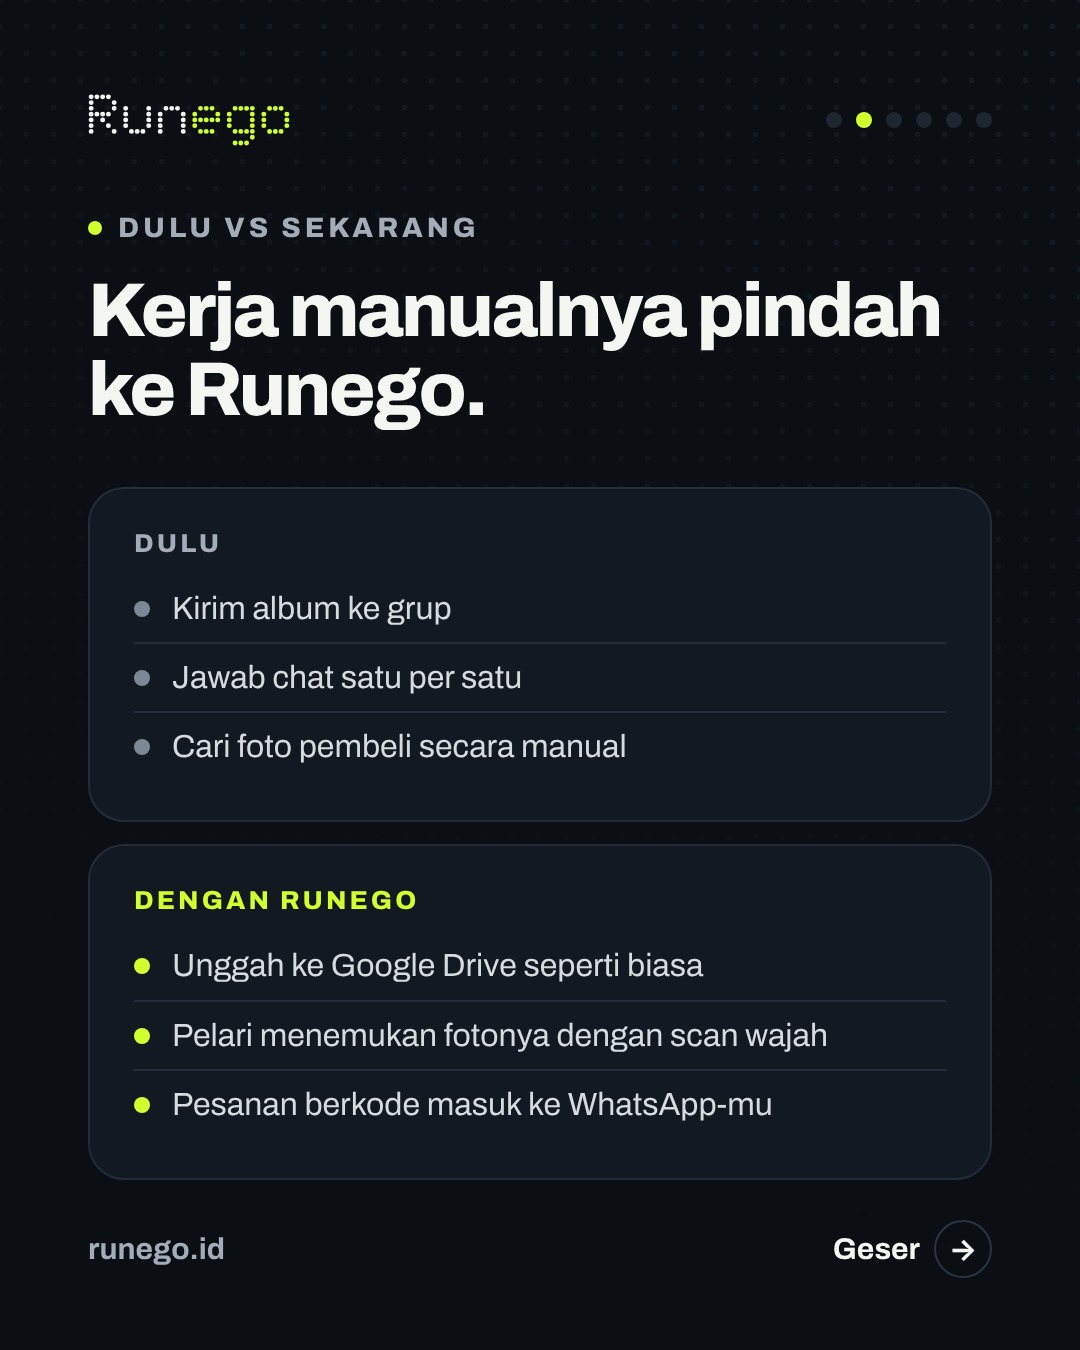 Runego
DULU VS SEKARANG
Kerja manualnya pindah
ke Runego.
DULU
Kirim album ke grup
Jawab chat satu per satu
Cari foto pembeli secara manual
DENGAN RUNEGO
Unggah ke Google Drive seperti biasa
Pelari menemukan fotonya dengan scan wajah
Pesanan berkode masuk ke WhatsApp-mu
runego.id
Geser →